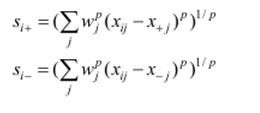 s_{i+} = (∑_j w_j^p (x_{ij} − x_{+j})^p)^{1/p}
s_{i−} = (∑_j w_j^p (x_{ij} − x_{−j})^p)^{1/p}